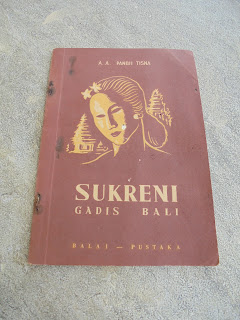 A. A. PANDJI TISNA
SUKRENI
GADIS BALI
BALAI — PUSTAKA